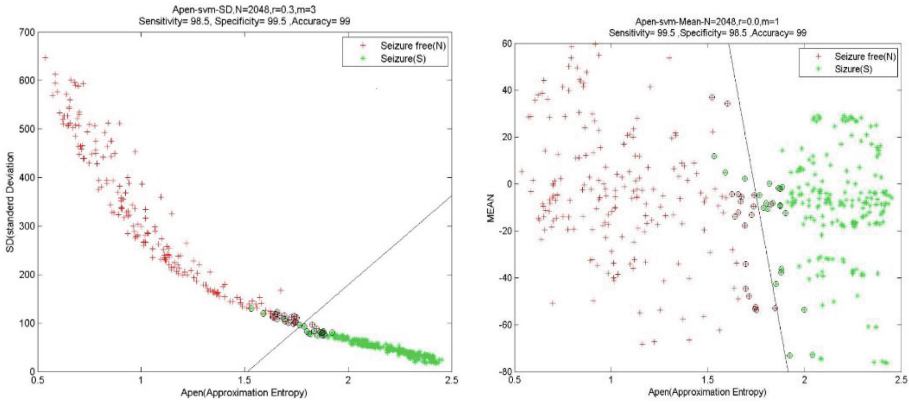 Apen-svm-SD,N=2048,r=0.3,m=3
Sensitivity= 98.5, Specificity= 99.5 ,Accuracy= 99
700
600
500
400
300
200
100
0
SD(standerd Deviation)
Seizure free(N)
Seizure(S)
0.5
1
1.5
2
2.5
Apen(Approximation Entropy)
Apen-svm-Mean-N=2048,r=0.0,m=1
Sensitivity= 99.5 ,Specificity= 98.5 ,Accuracy= 99
60
40
20
0
-20
-40
-60
-80
MEAN
Seizure free(N)
Sizure(S)
0.5
1
1.5
2
2.5
Apen(Approximation Entropy)